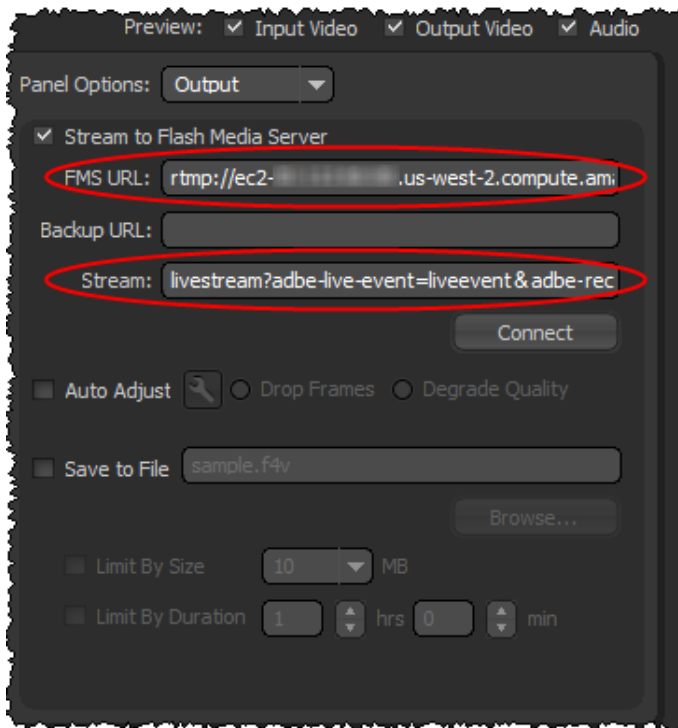 Preview: Input Video Output Video Audio
Panel Options: Output
Stream to Flash Media Server
FMS URL: rtmp://ec2- .us-west-2.compute.ama
Backup URL:
Stream: livestream?adbe-live-event=liveevent&adbe-rec
Connect
Auto Adjust Drop Frames Degrade Quality
Save to File sample.f4v
Browse...
Limit By Size 10 MB
Limit By Duration 1 hrs 0 min